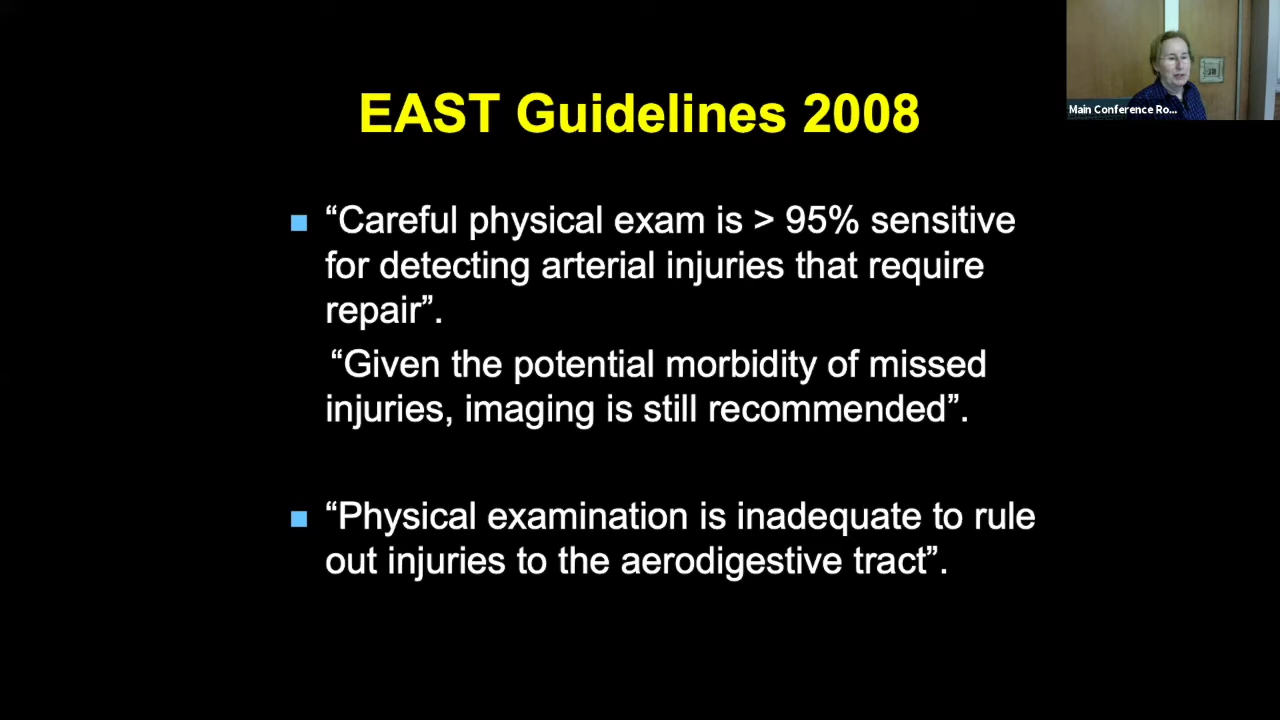 EAST Guidelines 2008
Main Conference Ro...
“Careful physical exam is > 95% sensitive
for detecting arterial injuries that require
repair”.
“Given the potential morbidity of missed
injuries, imaging is still recommended”.
“Physical examination is inadequate to rule
out injuries to the aerodigestive tract”.